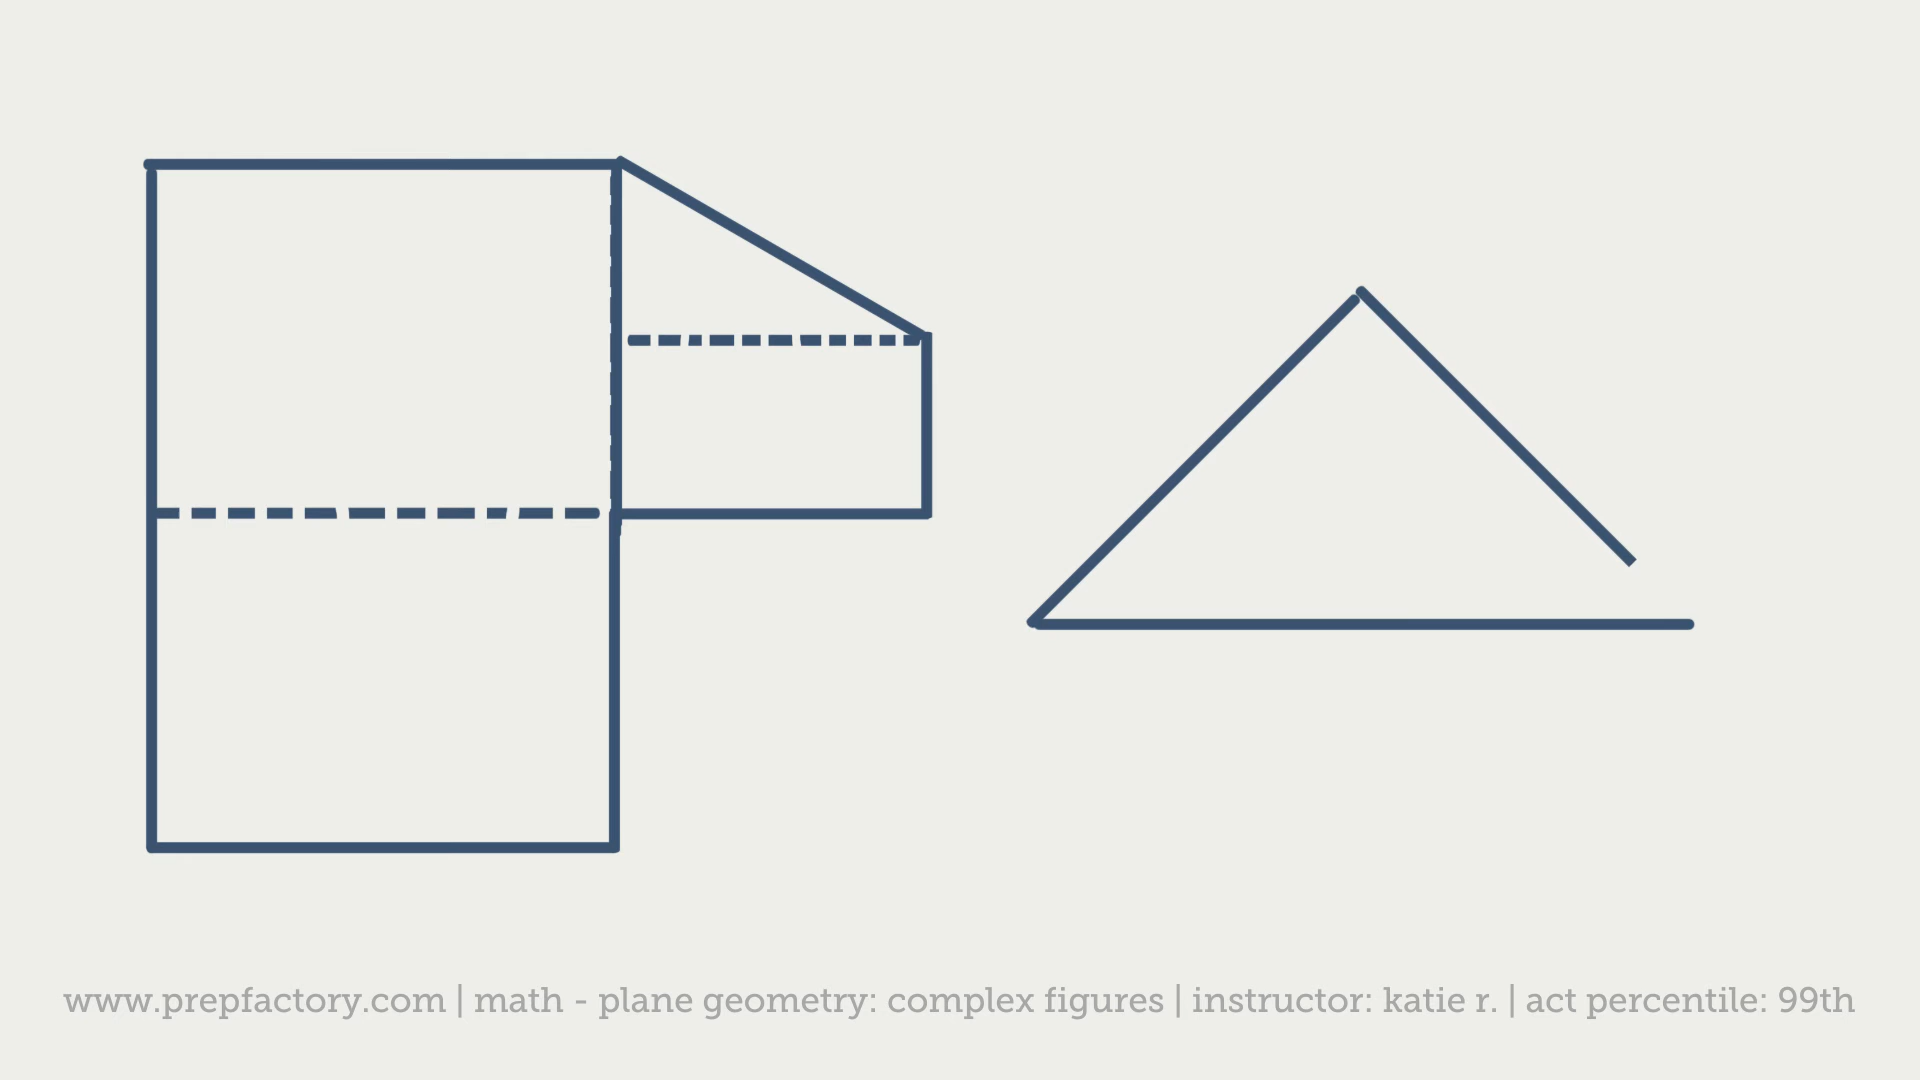 www.prepfactory.com | math - plane geometry: complex figures | instructor: katie r. | act percentile: 99th